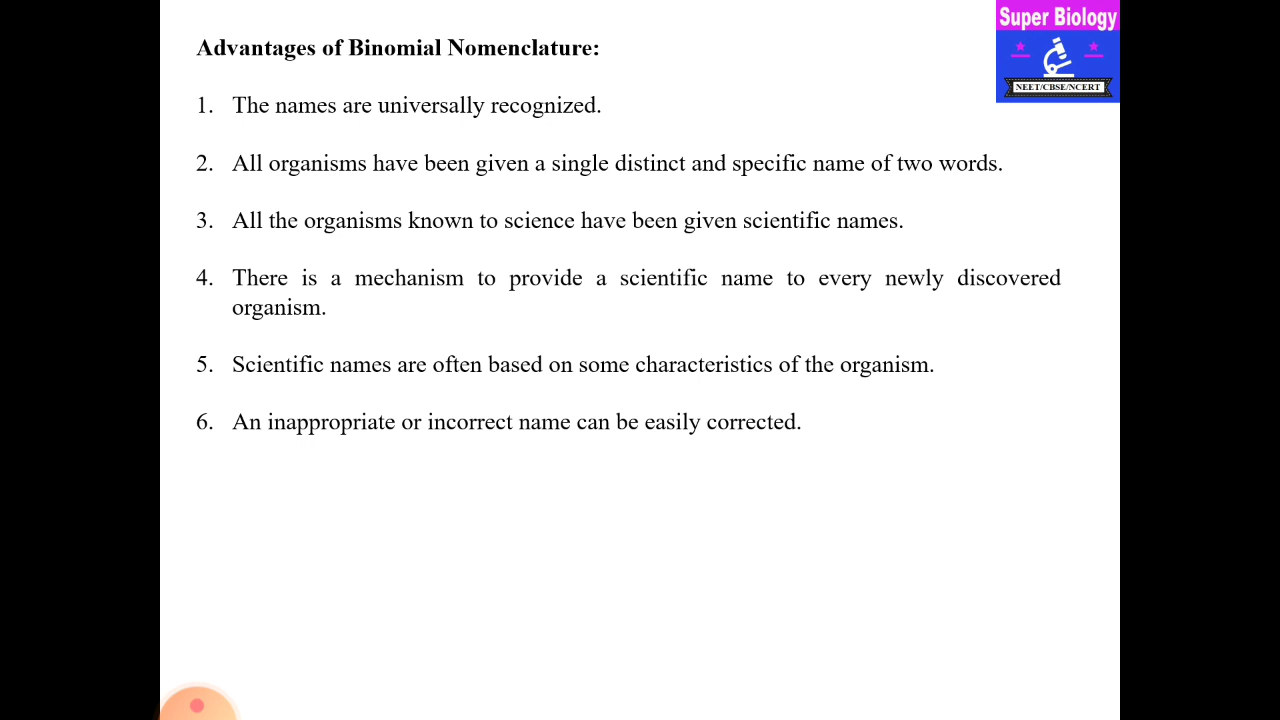 Super Biology
NEET/CBSE/NCERT
Advantages of Binomial Nomenclature:
1. The names are universally recognized.
2. All organisms have been given a single distinct and specific name of two words.
3. All the organisms known to science have been given scientific names.
4. There is a mechanism to provide a scientific name to every newly discovered
organism.
5. Scientific names are often based on some characteristics of the organism.
6. An inappropriate or incorrect name can be easily corrected.